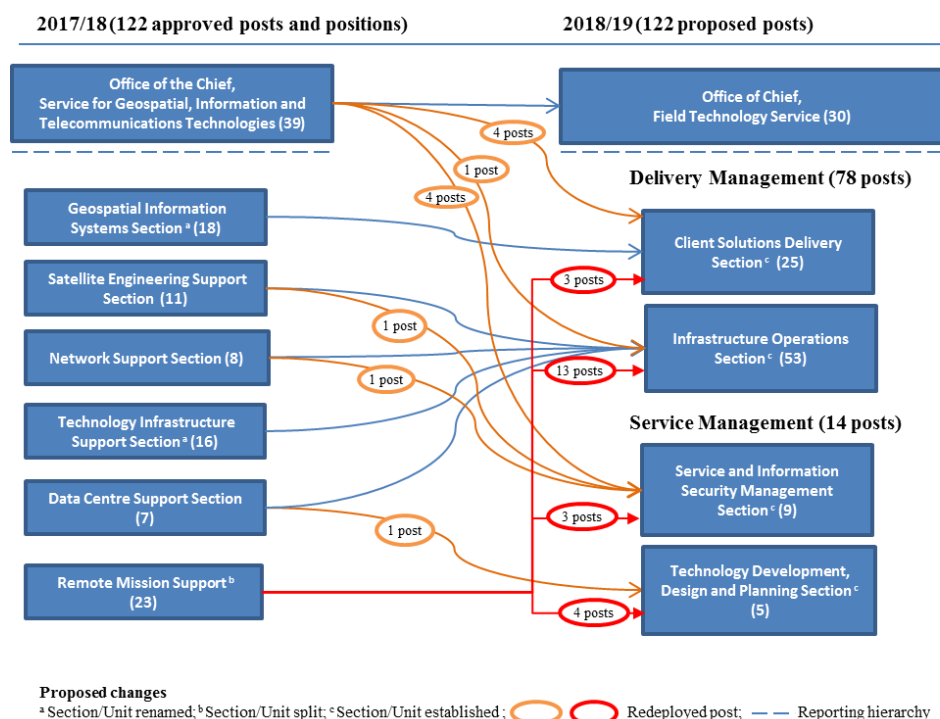 2017/18 (122 approved posts and positions)
2018/19 (122 proposed posts)
Office of the Chief,
Service for Geospatial, Information and
Telecommunications Technologies (39)
Office of Chief,
Field Technology Service (30)
4 posts
1 post
4 posts
Delivery Management (78 posts)
Geospatial Information
Systems Section ᵃ (18)
Client Solutions Delivery
Section ᶜ (25)
Satellite Engineering Support
Section (11)
3 posts
1 post
Network Support Section (8)
Infrastructure Operations
Section ᶜ (53)
1 post
13 posts
Technology Infrastructure
Support Section ᵃ (16)
Service Management (14 posts)
Data Centre Support Section
(7)
Service and Information
Security Management
Section ᶜ (9)
1 post
3 posts
Remote Mission Support ᵇ
(23)
Technology Development,
Design and Planning Section ᶜ
(5)
4 posts
Proposed changes
ᵃ Section/Unit renamed; ᵇ Section/Unit split; ᶜ Section/Unit established ; Redeployed post; Reporting hierarchy